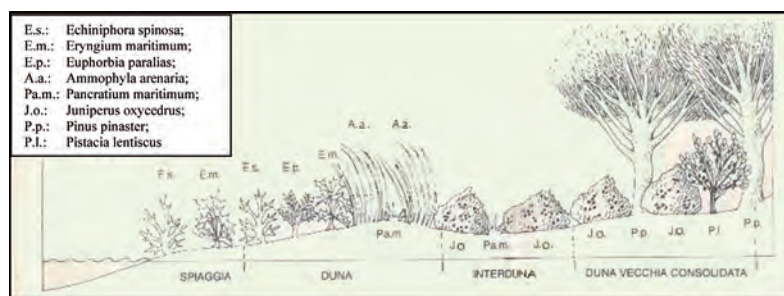 E.s.: Echiniphora spinosa;
E.m.: Eryngium maritimum;
E.p.: Euphorbia paralias;
A.a.: Ammophyla arenaria;
Pa.m.: Pancratium maritimum;
J.o.: Juniperus oxycedrus;
P.p.: Pinus pinaster;
P.l.: Pistacia lentiscus
A.a. A.a.
E.s. E.m. E.s. E.p. E.m.
Pa.m. J.o. Pa.m. J.o. J.o. P.p. J.o. P.l. P.p.
SPIAGGIA DUNA INTERDUNA DUNA VECCHIA CONSOLIDATA